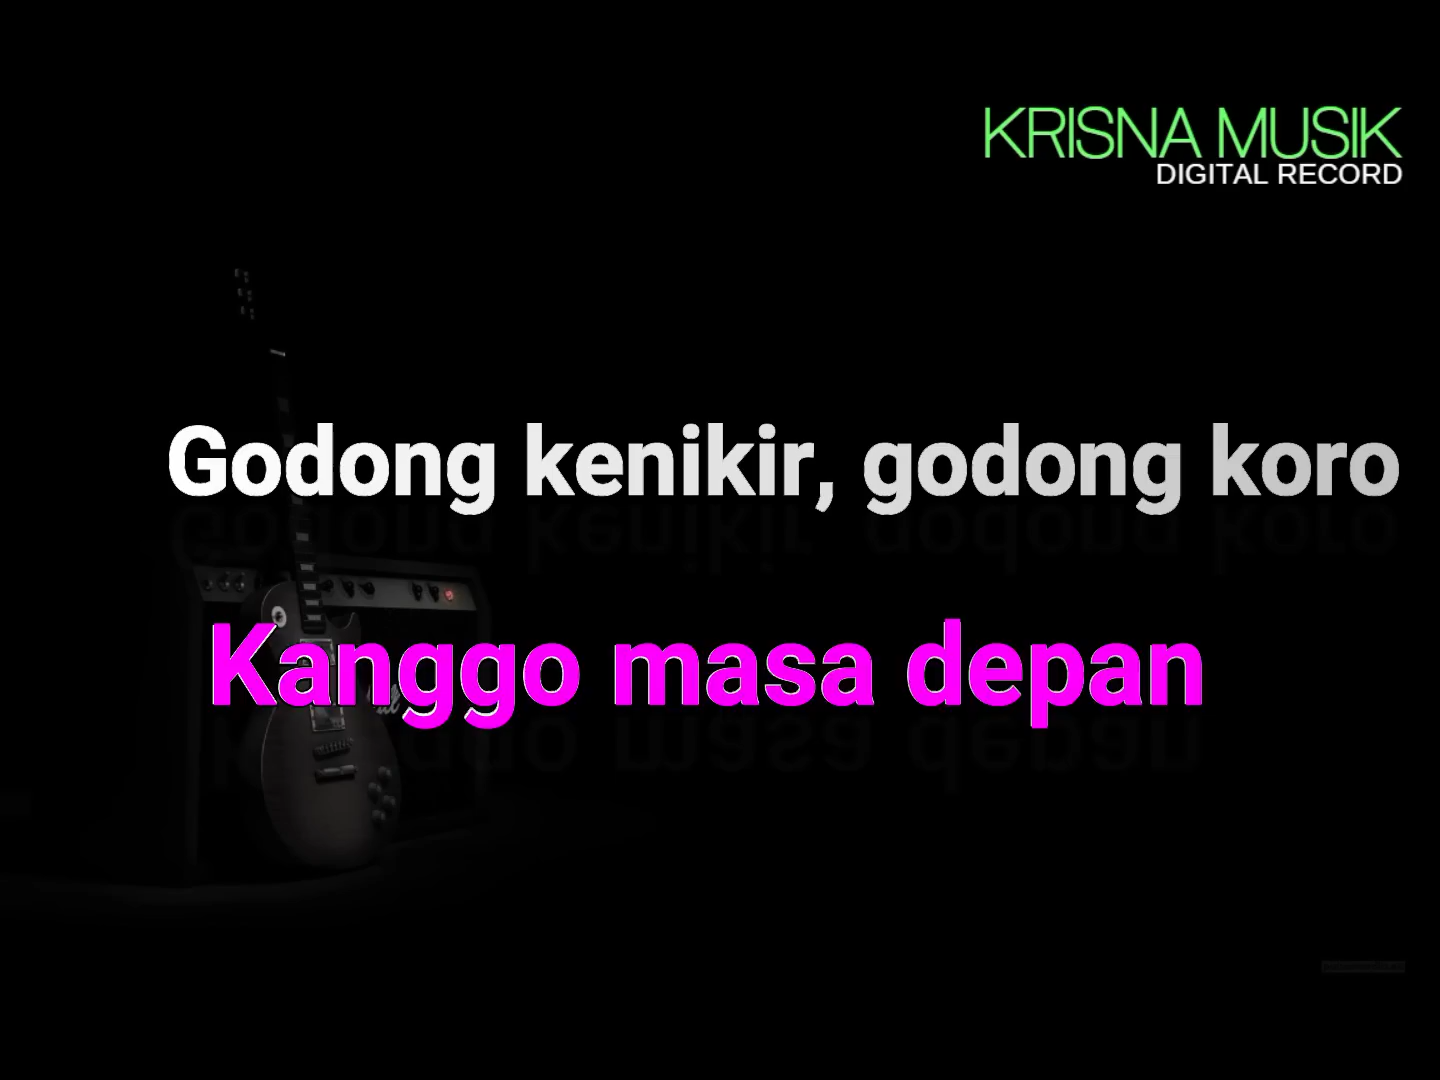 KRISNA MUSIK
DIGITAL RECORD
Godong kenikir, godong koro
Kanggo masa depan